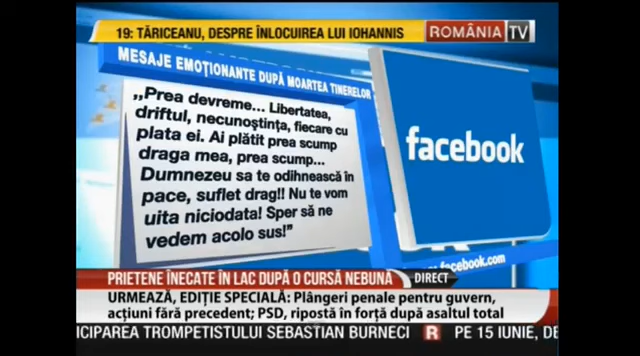 19: TĂRICEANU, DESPRE ÎNLOCUIREA LUI IOHANNIS
ROMÂNIA TV
MESAJE EMOȚIONANTE DUPĂ MOARTEA TINERELOR
,,Prea devreme... Libertatea,
driftul, necunoștința, fiecare cu
plata ei. Ai plătit prea scump
draga mea, prea scump...
Dumnezeu sa te odihnească în
pace, suflet drag!! Nu te vom
uita niciodata! Sper să ne
vedem acolo sus!”
facebook
www.facebook.com
PRIETENE ÎNECATE ÎN LAC DUPĂ O CURSĂ NEBUNĂ
DIRECT
URMEAZĂ, EDIȚIE SPECIALĂ: Plângeri penale pentru guvern,
acțiuni fără precedent; PSD, ripostă în forță după asaltul total
ICIPAREA TROMPETISTULUI SEBASTIAN BURNECI R PE 15 IUNIE, DE